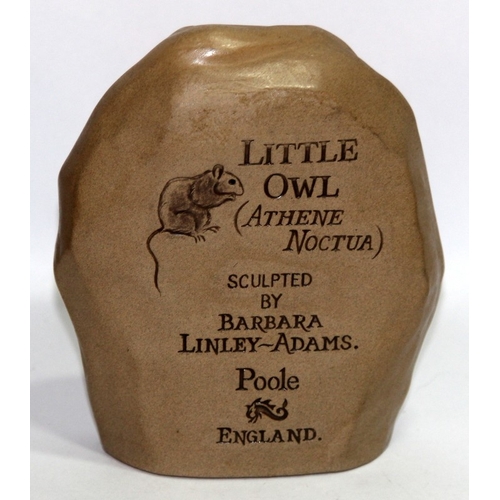 LITTLE
OWL
(ATHENE
NOCTUA)
SCULPTED
BY
BARBARA
LINLEY~ADAMS.
Poole
ENGLAND.